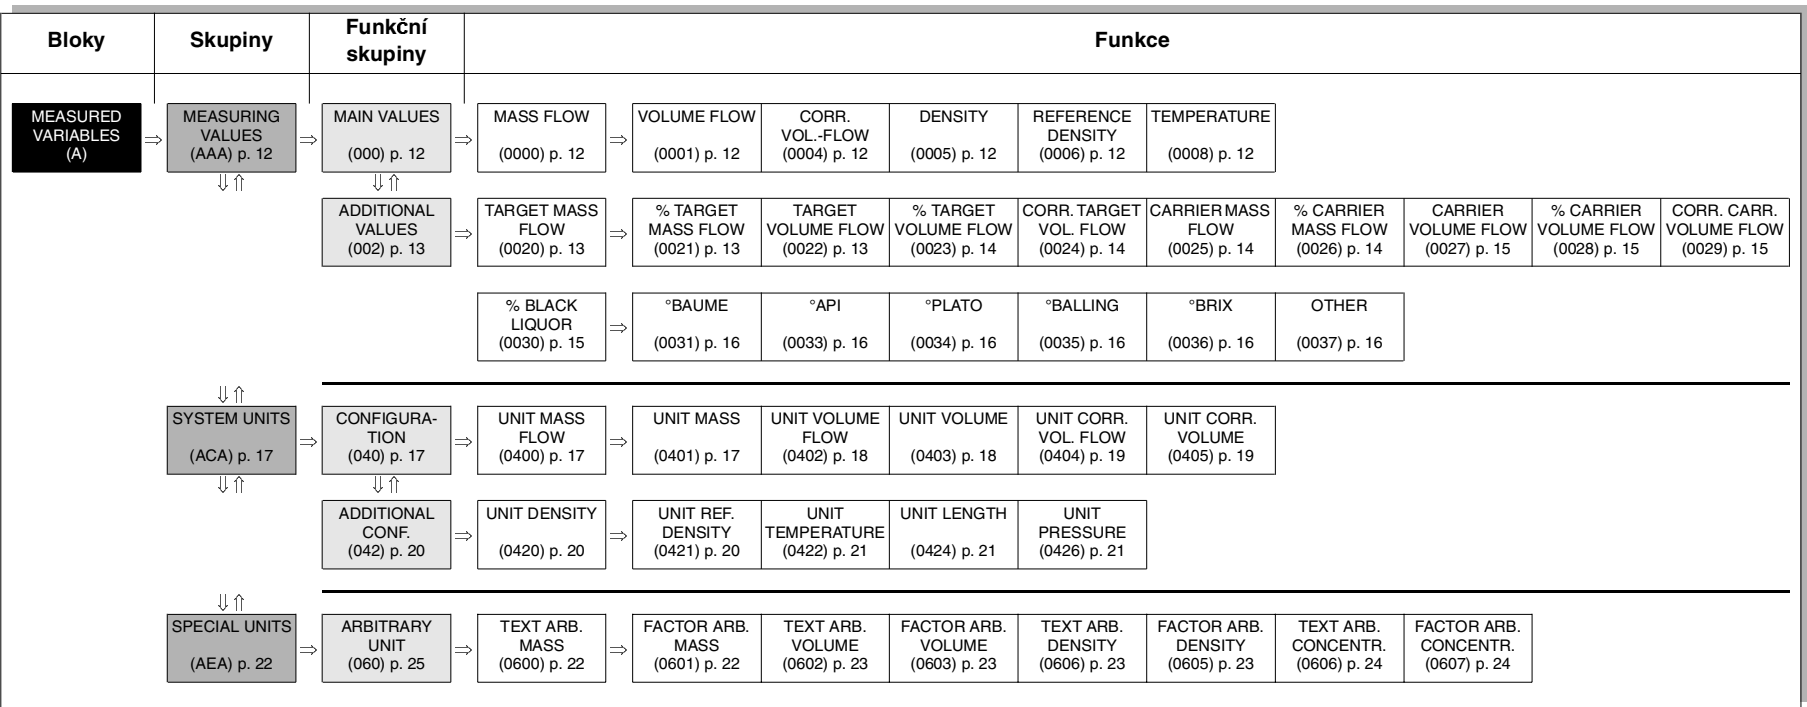 Bloky
Skupiny
Funkční
skupiny
Funkce
MEASURED
VARIABLES
(A)
⇒
MEASURING
VALUES
(AAA) p. 12
⇒
MAIN VALUES
(000) p. 12
⇒
MASS FLOW
(0000) p. 12
⇒
VOLUME FLOW
(0001) p. 12
CORR.
VOL.-FLOW
(0004) p. 12
DENSITY
(0005) p. 12
REFERENCE
DENSITY
(0006) p. 12
TEMPERATURE
(0008) p. 12
⇓⇑
⇓⇑
ADDITIONAL
VALUES
(002) p. 13
⇒
TARGET MASS
FLOW
(0020) p. 13
⇒
% TARGET
MASS FLOW
(0021) p. 13
TARGET
VOLUME FLOW
(0022) p. 13
% TARGET
VOLUME FLOW
(0023) p. 14
CORR. TARGET
VOL. FLOW
(0024) p. 14
CARRIER MASS
FLOW
(0025) p. 14
% CARRIER
MASS FLOW
(0026) p. 14
CARRIER
VOLUME FLOW
(0027) p. 15
% CARRIER
VOLUME FLOW
(0028) p. 15
CORR. CARR.
VOLUME FLOW
(0029) p. 15
% BLACK
LIQUOR
(0030) p. 15
⇒
°BAUME
(0031) p. 16
°API
(0033) p. 16
°PLATO
(0034) p. 16
°BALLING
(0035) p. 16
°BRIX
(0036) p. 16
OTHER
(0037) p. 16
⇓⇑
SYSTEM UNITS
(ACA) p. 17
⇒
CONFIGURA-
TION
(040) p. 17
⇒
UNIT MASS
FLOW
(0400) p. 17
⇒
UNIT MASS
(0401) p. 17
UNIT VOLUME
FLOW
(0402) p. 18
UNIT VOLUME
(0403) p. 18
UNIT CORR.
VOL. FLOW
(0404) p. 19
UNIT CORR.
VOLUME
(0405) p. 19
⇓⇑
⇓⇑
ADDITIONAL
CONF.
(042) p. 20
⇒
UNIT DENSITY
(0420) p. 20
⇒
UNIT REF.
DENSITY
(0421) p. 20
UNIT
TEMPERATURE
(0422) p. 21
UNIT LENGTH
(0424) p. 21
UNIT
PRESSURE
(0426) p. 21
⇓⇑
SPECIAL UNITS
(AEA) p. 22
⇒
ARBITRARY
UNIT
(060) p. 25
⇒
TEXT ARB.
MASS
(0600) p. 22
⇒
FACTOR ARB.
MASS
(0601) p. 22
TEXT ARB.
VOLUME
(0602) p. 23
FACTOR ARB.
VOLUME
(0603) p. 23
TEXT ARB.
DENSITY
(0606) p. 23
FACTOR ARB.
DENSITY
(0605) p. 23
TEXT ARB.
CONCENTR.
(0606) p. 24
FACTOR ARB.
CONCENTR.
(0607) p. 24